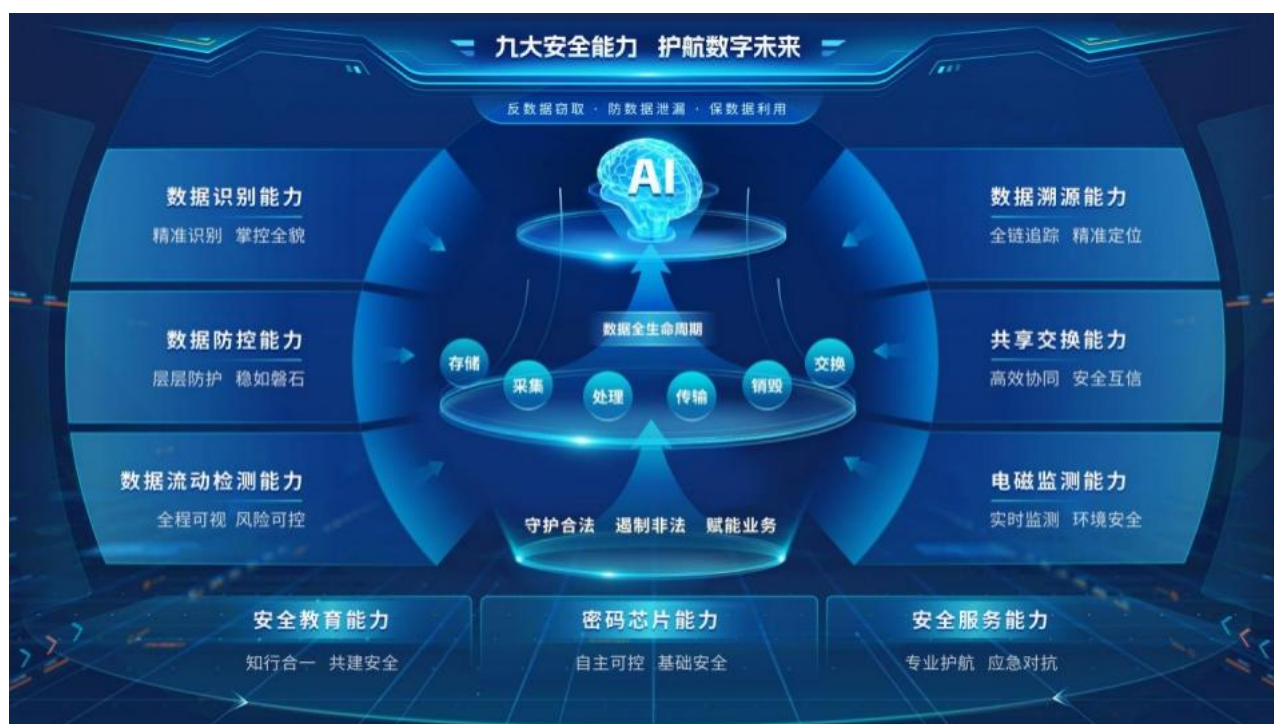 九大安全能力 护航数字未来
反数据窃取 · 防数据泄漏 · 保数据利用
AI
数据识别能力
精准识别 掌控全貌
数据防控能力
层层防护 稳如磐石
数据流动检测能力
全程可视 风险可控
数据全生命周期
存储
采集
处理
传输
销毁
交换
守护合法 遏制非法 赋能业务
数据溯源能力
全链追踪 精准定位
共享交换能力
高效协同 安全互信
电磁监测能力
实时监测 环境安全
安全教育能力
知行合一 共建安全
密码芯片能力
自主可控 基础安全
安全服务能力
专业护航 应急对抗